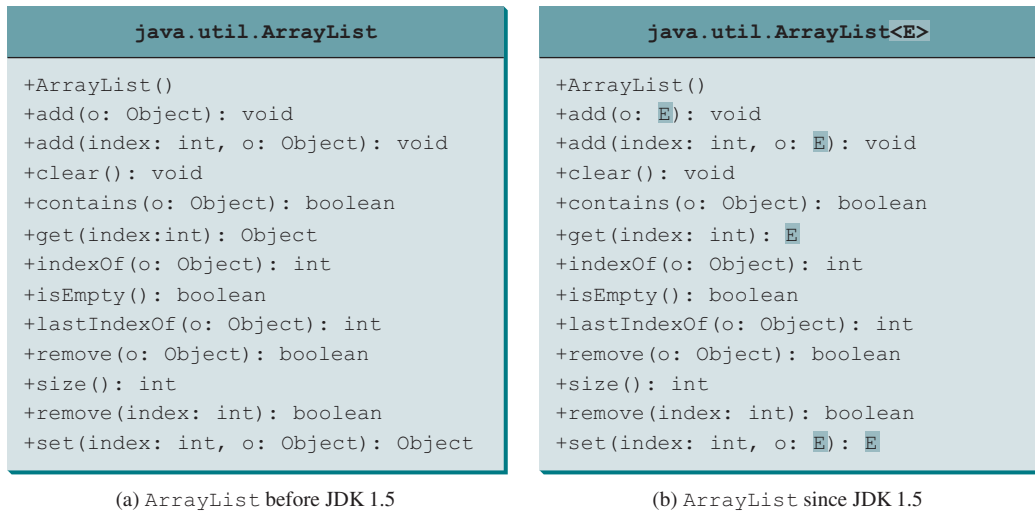 java.util.ArrayList
+ArrayList()
+add(o: Object): void
+add(index: int, o: Object): void
+clear(): void
+contains(o: Object): boolean
+get(index:int): Object
+indexOf(o: Object): int
+isEmpty(): boolean
+lastIndexOf(o: Object): int
+remove(o: Object): boolean
+size(): int
+remove(index: int): boolean
+set(index: int, o: Object): Object
(a) ArrayList before JDK 1.5
java.util.ArrayList<E>
+ArrayList()
+add(o: E): void
+add(index: int, o: E): void
+clear(): void
+contains(o: Object): boolean
+get(index: int): E
+indexOf(o: Object): int
+isEmpty(): boolean
+lastIndexOf(o: Object): int
+remove(o: Object): boolean
+size(): int
+remove(index: int): boolean
+set(index: int, o: E): E
(b) ArrayList since JDK 1.5